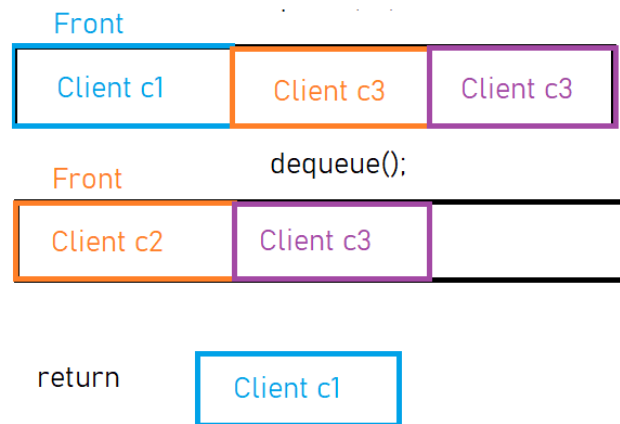 Front
Client c1 Client c3 Client c3
dequeue();
Front
Client c2 Client c3
return Client c1